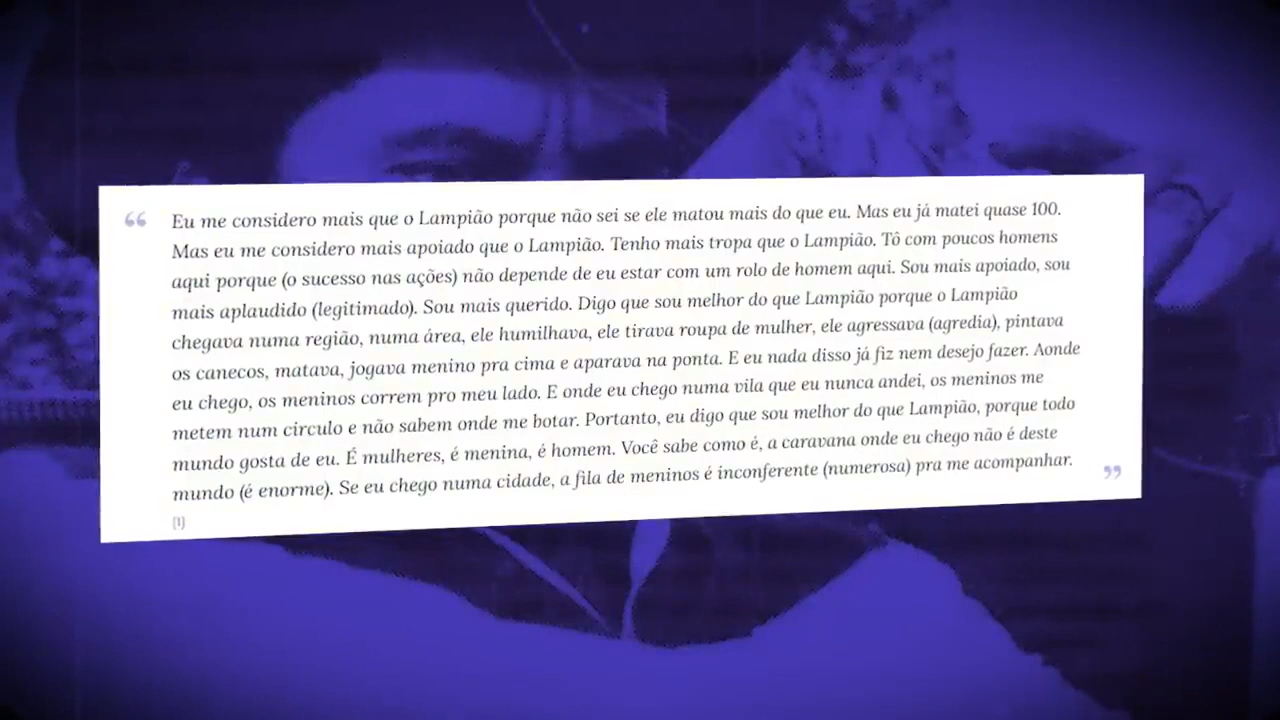 “
Eu me considero mais que o Lampião porque não sei se ele matou mais do que eu. Mas eu já matei quase 100.
Mas eu me considero mais apoiado que o Lampião. Tenho mais tropa que o Lampião. Tô com poucos homens
aqui porque (o sucesso nas ações) não depende de eu estar com um rolo de homem aqui. Sou mais apoiado, sou
mais aplaudido (legitimado). Sou mais querido. Digo que sou melhor do que Lampião porque o Lampião
chegava numa região, numa área, ele humilhava, ele tirava roupa de mulher, ele agressava (agredia), pintava
os canecos, matava, jogava menino pra cima e aparava na ponta. E eu nada disso já fiz nem desejo fazer. Aonde
eu chego, os meninos correm pro meu lado. E onde eu chego numa vila que eu nunca andei, os meninos me
metem num circulo e não sabem onde me botar. Portanto, eu digo que sou melhor do que Lampião, porque todo
mundo gosta de eu. É mulheres, é menina, é homem. Você sabe como é, a caravana onde eu chego não é deste
mundo (é enorme). Se eu chego numa cidade, a fila de meninos é inconferente (numerosa) pra me acompanhar.
”
[1]